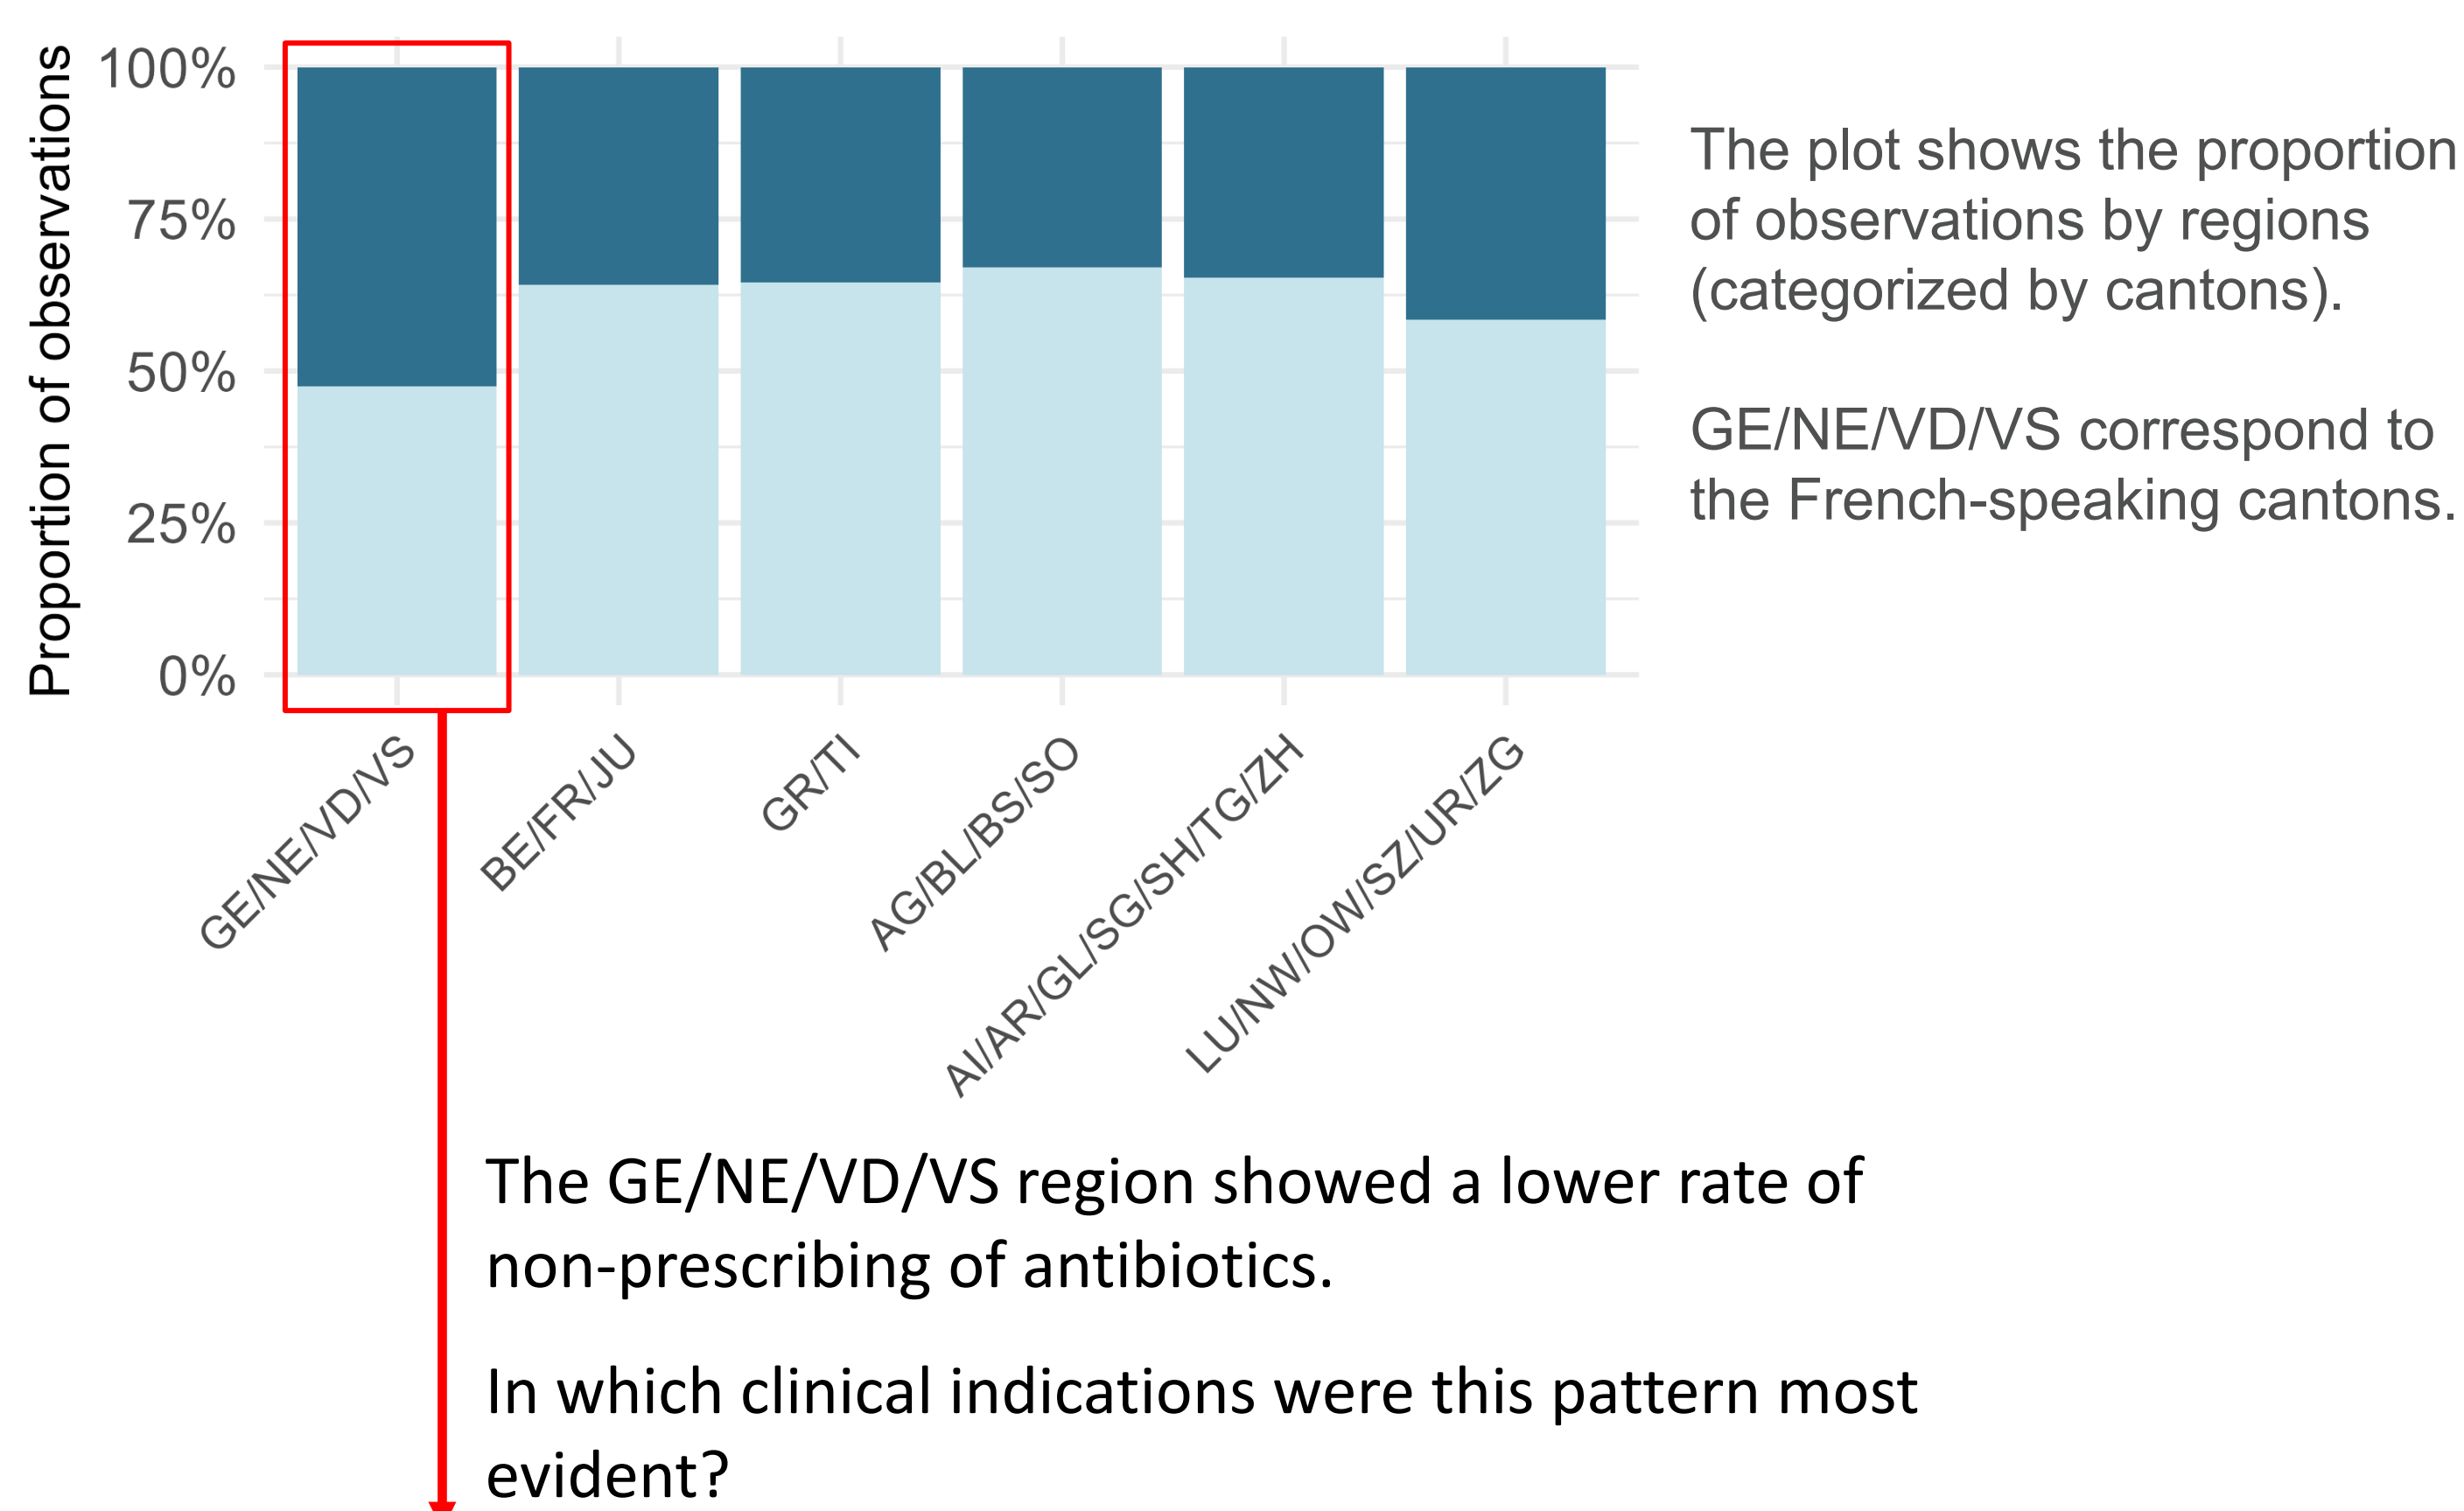 Proportion of observations
100%
75%
50%
25%
0%
GE/NE/VD/VS
BE/FR/JU
GR/TI
AG/BL/BS/SO
AI/AR/GL/SG/SH/TG/ZH
LU/NW/OW/SZ/UR/ZG
The plot shows the proportion
of observations by regions
(categorized by cantons).
GE/NE/VD/VS correspond to
the French-speaking cantons.
The GE/NE/VD/VS region showed a lower rate of
non-prescribing of antibiotics.
In which clinical indications were this pattern most
evident?